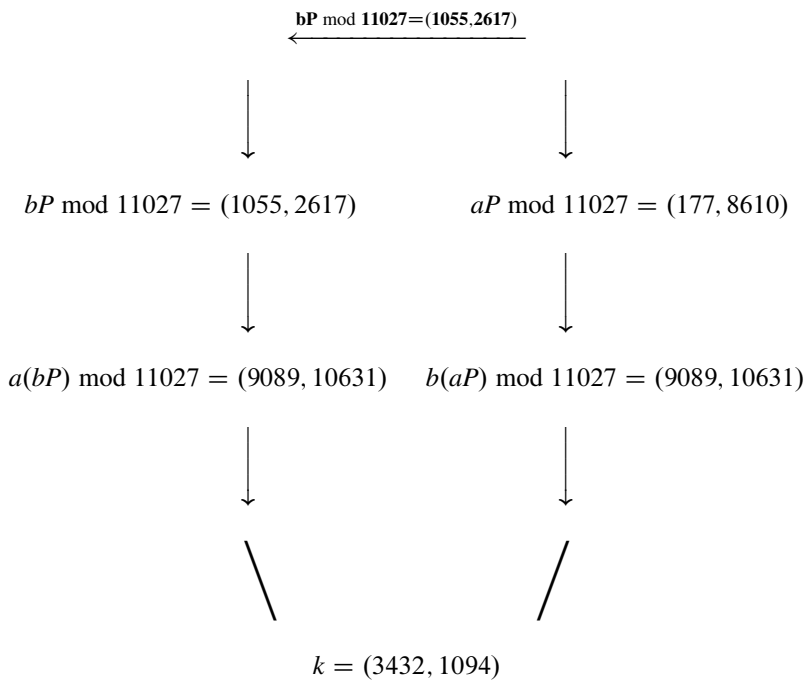 bP mod 11027=(1055,2617)
bP mod 11027 = (1055, 2617) aP mod 11027 = (177, 8610)
a(bP) mod 11027 = (9089, 10631) b(aP) mod 11027 = (9089, 10631)
k = (3432, 1094)